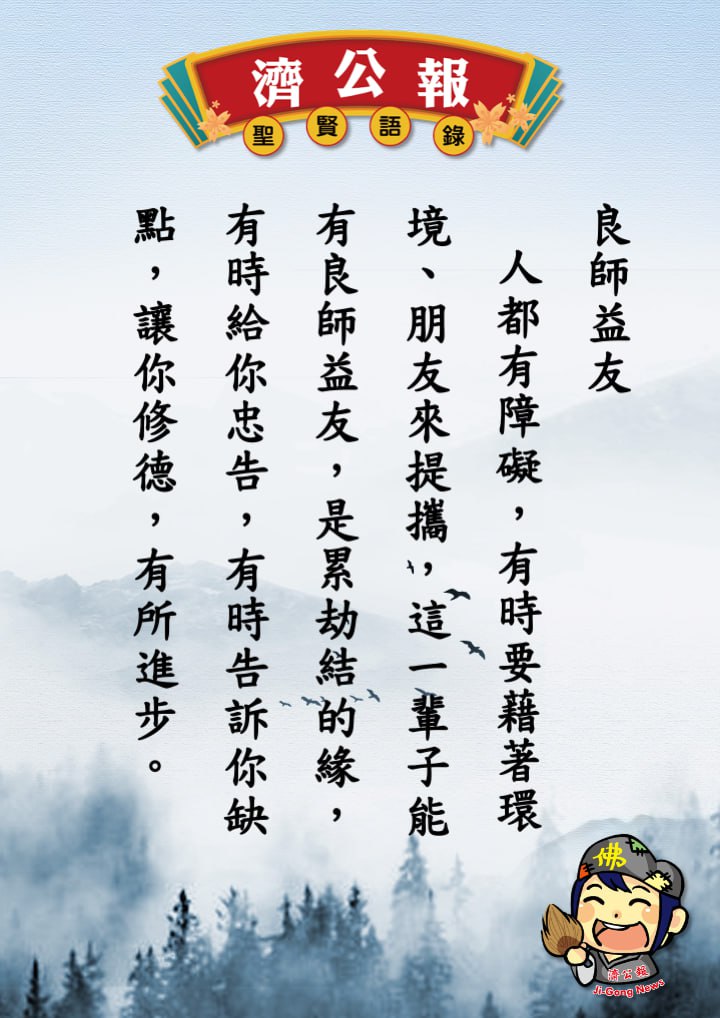 濟公報
聖賢語錄
良師益友
人都有障礙，有時要藉著環
境、朋友來提攜，這一輩子能
有良師益友，是累劫結的緣，
有時給你忠告，有時告訴你缺
點，讓你修德，有所進步。
佛
濟公報
Ji-Gong News